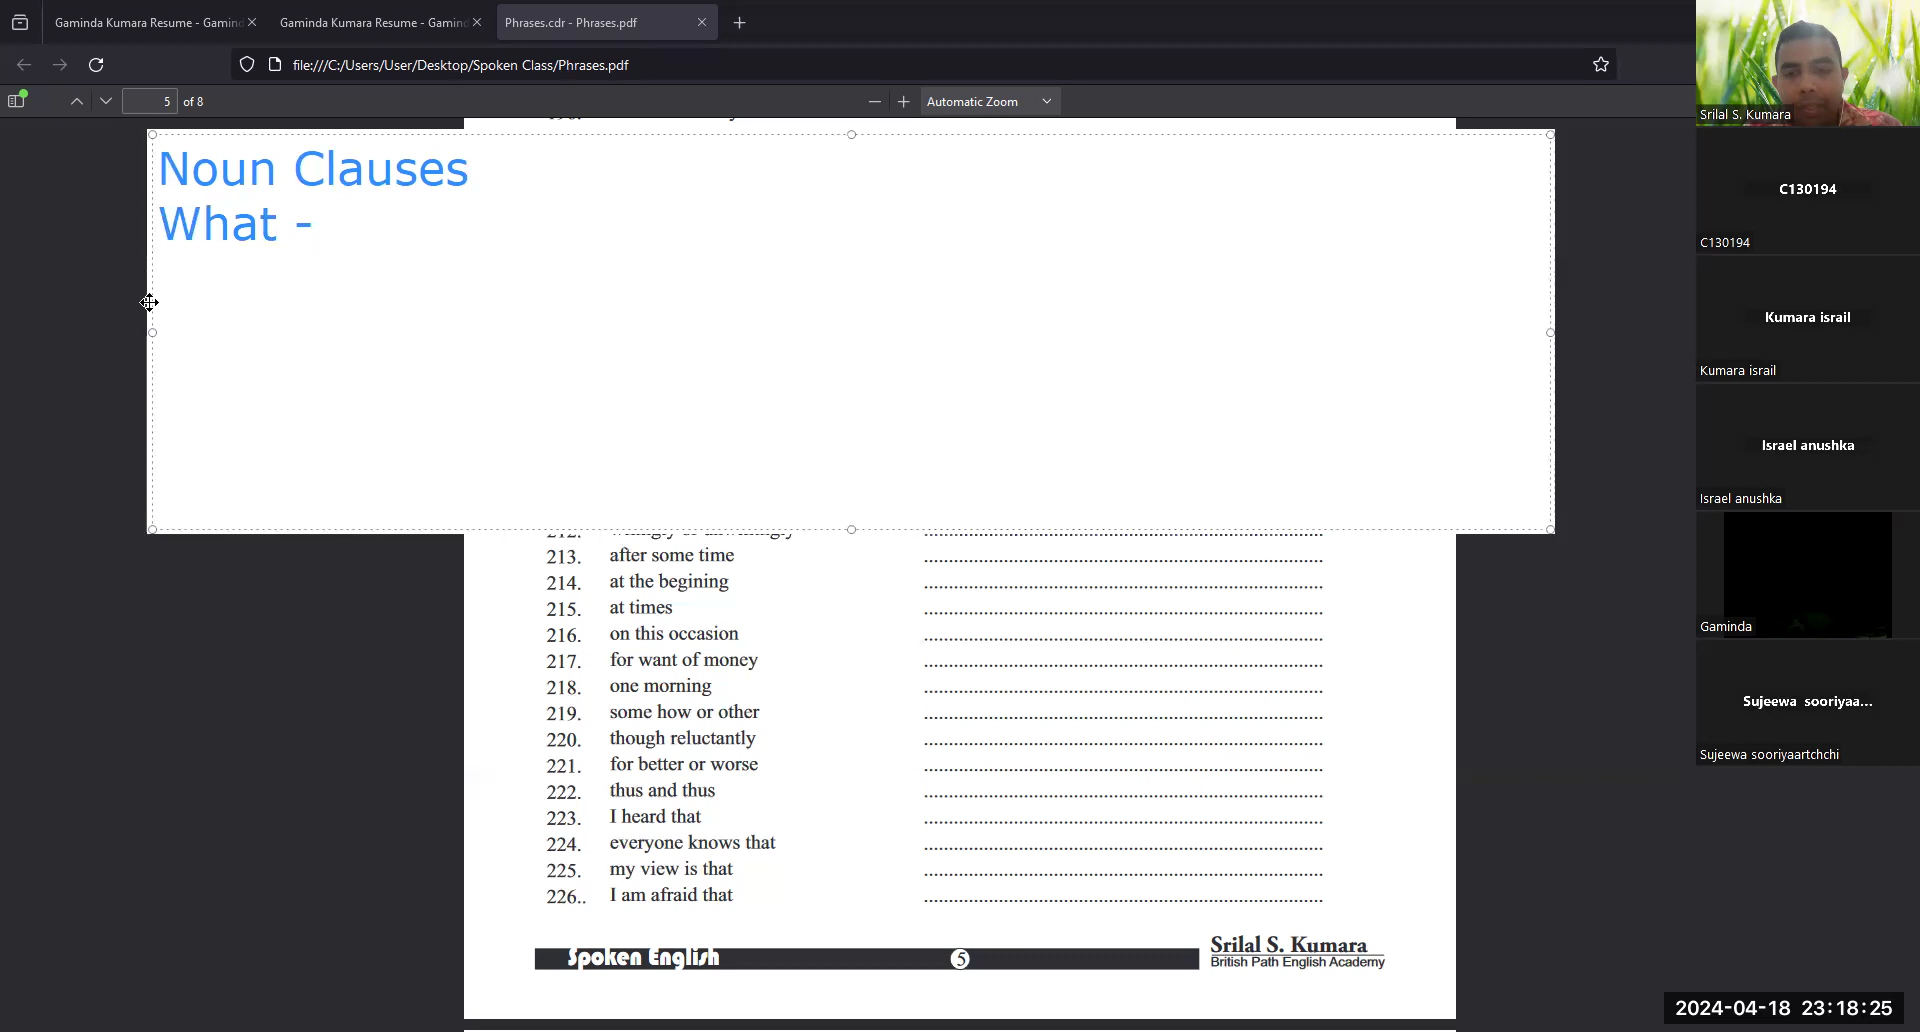 Gaminda Kumara Resume - Gamind
Gaminda Kumara Resume - Gamind
Phrases.cdr - Phrases.pdf
file:///C:/Users/User/Desktop/Spoken Class/Phrases.pdf
5 of 8
Automatic Zoom
Noun Clauses
What -
213. after some time
214. at the begining
215. at times
216. on this occasion
217. for want of money
218. one morning
219. some how or other
220. though reluctantly
221. for better or worse
222. thus and thus
223. I heard that
224. everyone knows that
225. my view is that
226.. I am afraid that
Spoken English
5
Srilal S. Kumara
British Path English Academy
Srilal S. Kumara
C130194
C130194
Kumara israil
Kumara israil
Israel anushka
Israel anushka
Gaminda
Sujeewa sooriyaa...
Sujeewa sooriyaartchchi
2024-04-18 23:18:25